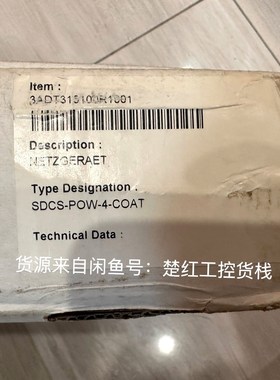 Item :
3ADT315100R1001
Description :
NETZGERAET
Type Designation :
SDCS-POW-4-COAT
Technical Data :
货源来自闲鱼号：楚红工控货栈